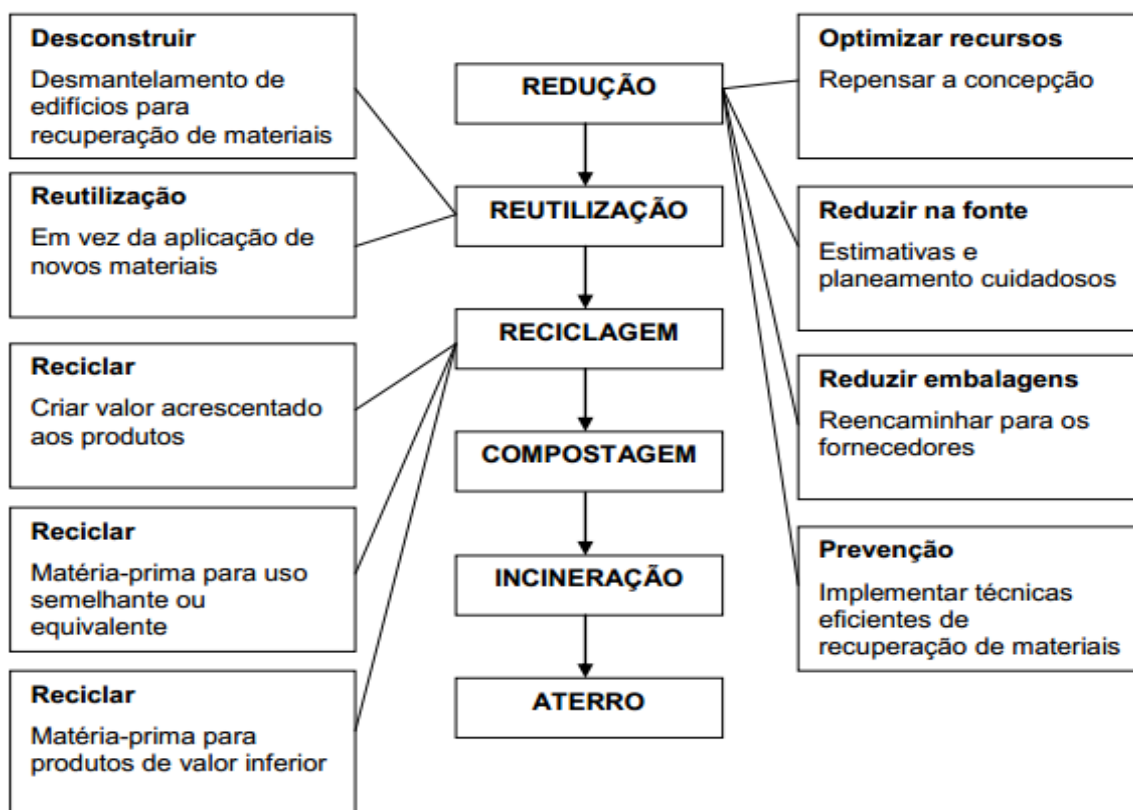 Desconstruir
Desmantelamento de
edifícios para
recuperação de materiais
Reutilização
Em vez da aplicação de
novos materiais
Reciclar
Criar valor acrescentado
aos produtos
Reciclar
Matéria-prima para uso
semelhante ou
equivalente
Reciclar
Matéria-prima para
produtos de valor inferior
REDUÇÃO
REUTILIZAÇÃO
RECICLAGEM
COMPOSTAGEM
INCINERAÇÃO
ATERRO
Optimizar recursos
Repensar a concepção
Reduzir na fonte
Estimativas e
planeamento cuidadosos
Reduzir embalagens
Reencaminhar para os
fornecedores
Prevenção
Implementar técnicas
eficientes de
recuperação de materiais